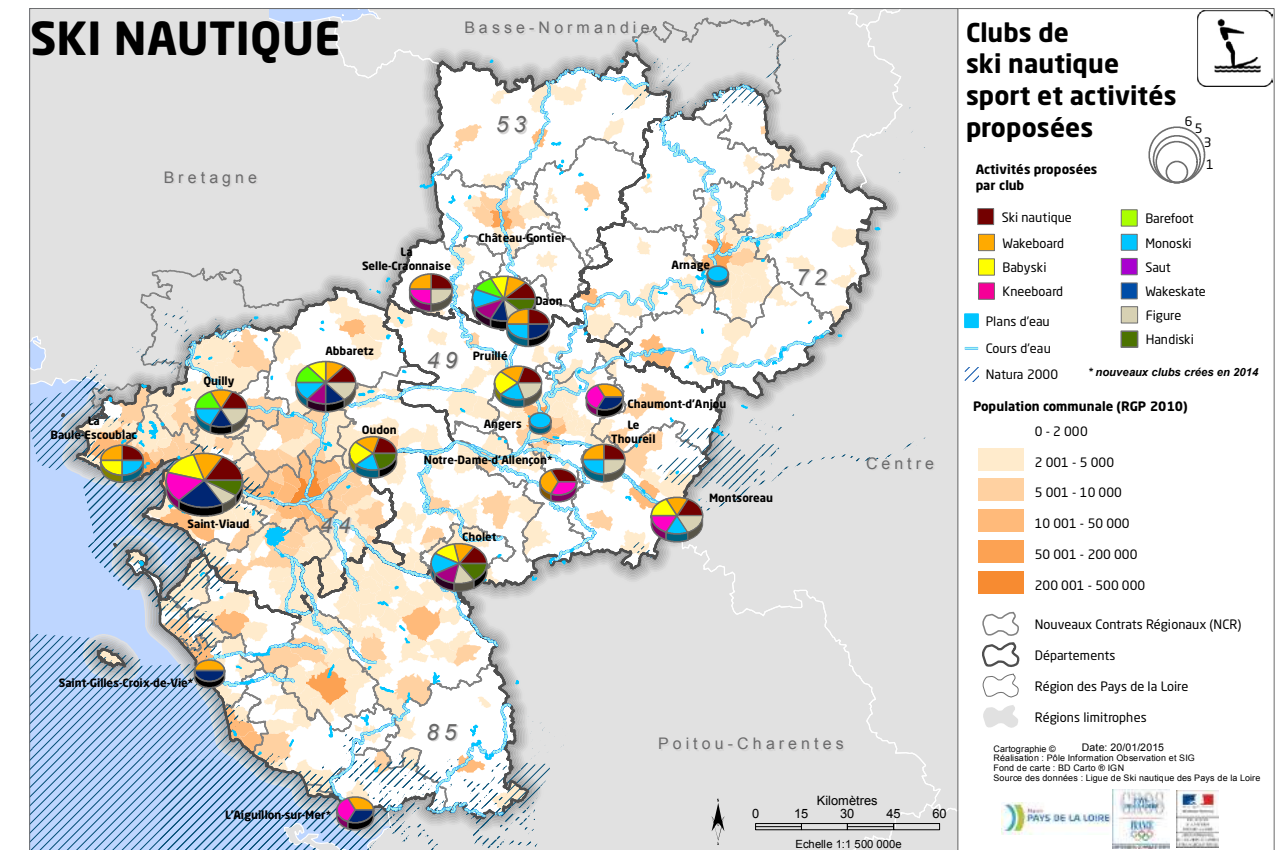 SKI NAUTIQUE
Basse-Normandie
Bretagne
Centre
Poitou-Charentes
53
72
49
44
85
Château-Gontier
La
Selle-Craonnaise
Daon
Arnage
Abbaretz
Pruillé
Quilly
Chaumont-d'Anjou
La
Baule-Escoublac
Oudon
Angers
Le
Thoureil
Notre-Dame-d'Allençon*
Montsoreau
Saint-Viaud
Cholet
Saint-Gilles-Croix-de-Vie*
L'Aiguillon-sur-Mer*
Kilomètres
0 15 30 45 60
Echelle 1:1 500 000e
Clubs de
ski nautique
sport et activités
proposées
6
5
3
1
Activités proposées
par club
Ski nautique
Wakeboard
Babyski
Kneeboard
Barefoot
Monoski
Saut
Wakeskate
Figure
Handiski
Plans d'eau
Cours d'eau
Natura 2000
* nouveaux clubs crées en 2014
Population communale (RGP 2010)
0 - 2 000
2 001 - 5 000
5 001 - 10 000
10 001 - 50 000
50 001 - 200 000
200 001 - 500 000
Nouveaux Contrats Régionaux (NCR)
Départements
Région des Pays de la Loire
Régions limitrophes
Cartographie © Date: 20/01/2015
Réalisation : Pôle Information Observation et SIG
Fond de carte : BD Carto ® IGN
Source des données : Ligue de Ski nautique des Pays de la Loire
PAYS DE LA LOIRE
CROS
FRANCE